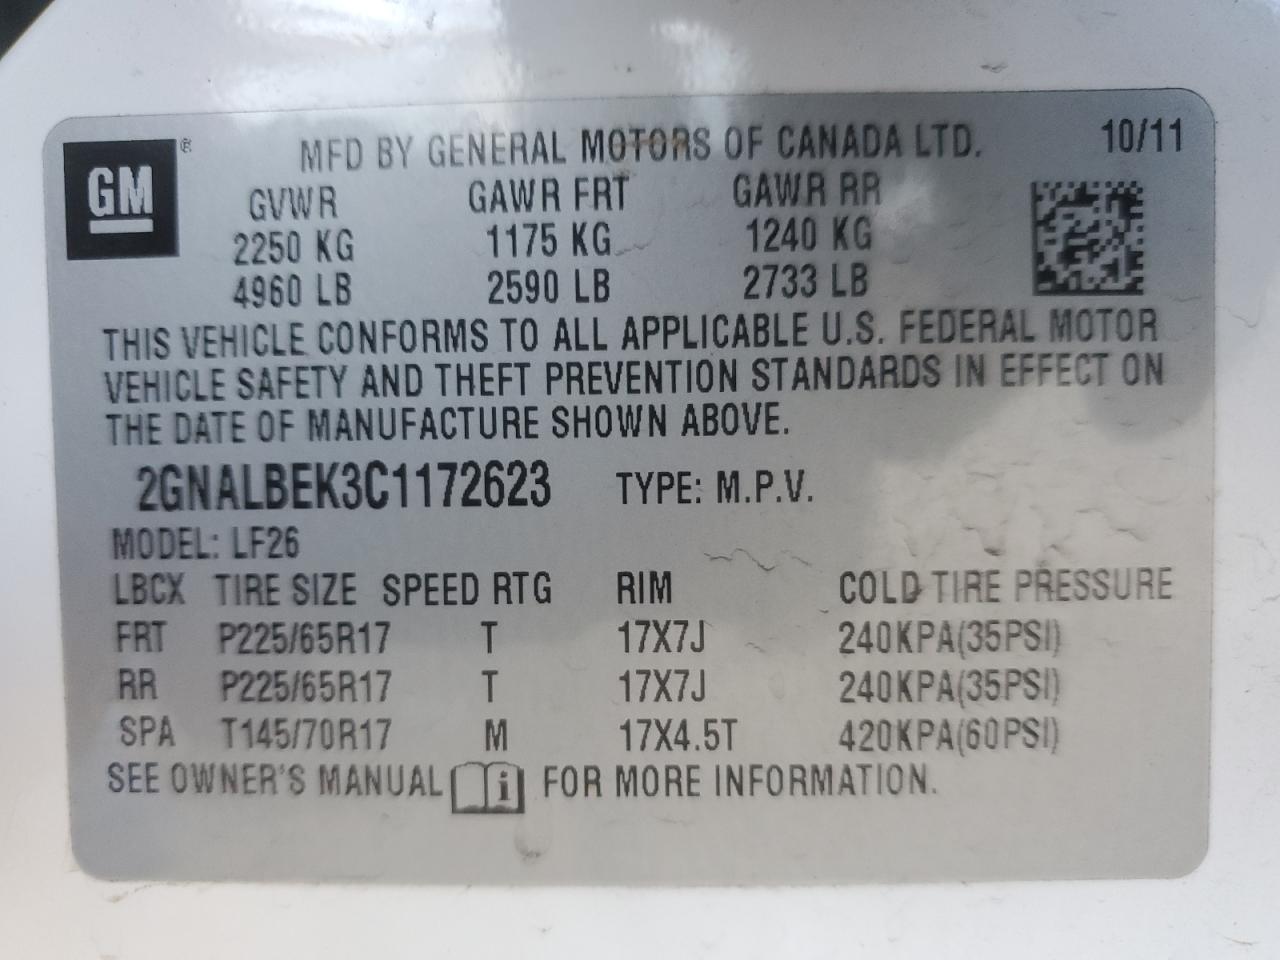 GM ® MFD BY GENERAL MOTORS OF CANADA LTD. 10/11
GVWR GAWR FRT GAWR RR
2250 KG 1175 KG 1240 KG
4960 LB 2590 LB 2733 LB
THIS VEHICLE CONFORMS TO ALL APPLICABLE U.S. FEDERAL MOTOR
VEHICLE SAFETY AND THEFT PREVENTION STANDARDS IN EFFECT ON
THE DATE OF MANUFACTURE SHOWN ABOVE.
2GNALBEK3C1172623 TYPE: M.P.V.
MODEL: LF26
LBCX TIRE SIZE SPEED RTG RIM COLD TIRE PRESSURE
FRT P225/65R17 T 17X7J 240KPA(35PSI)
RR P225/65R17 T 17X7J 240KPA(35PSI)
SPA T145/70R17 M 17X4.5T 420KPA(60PSI)
SEE OWNER'S MANUAL i FOR MORE INFORMATION.